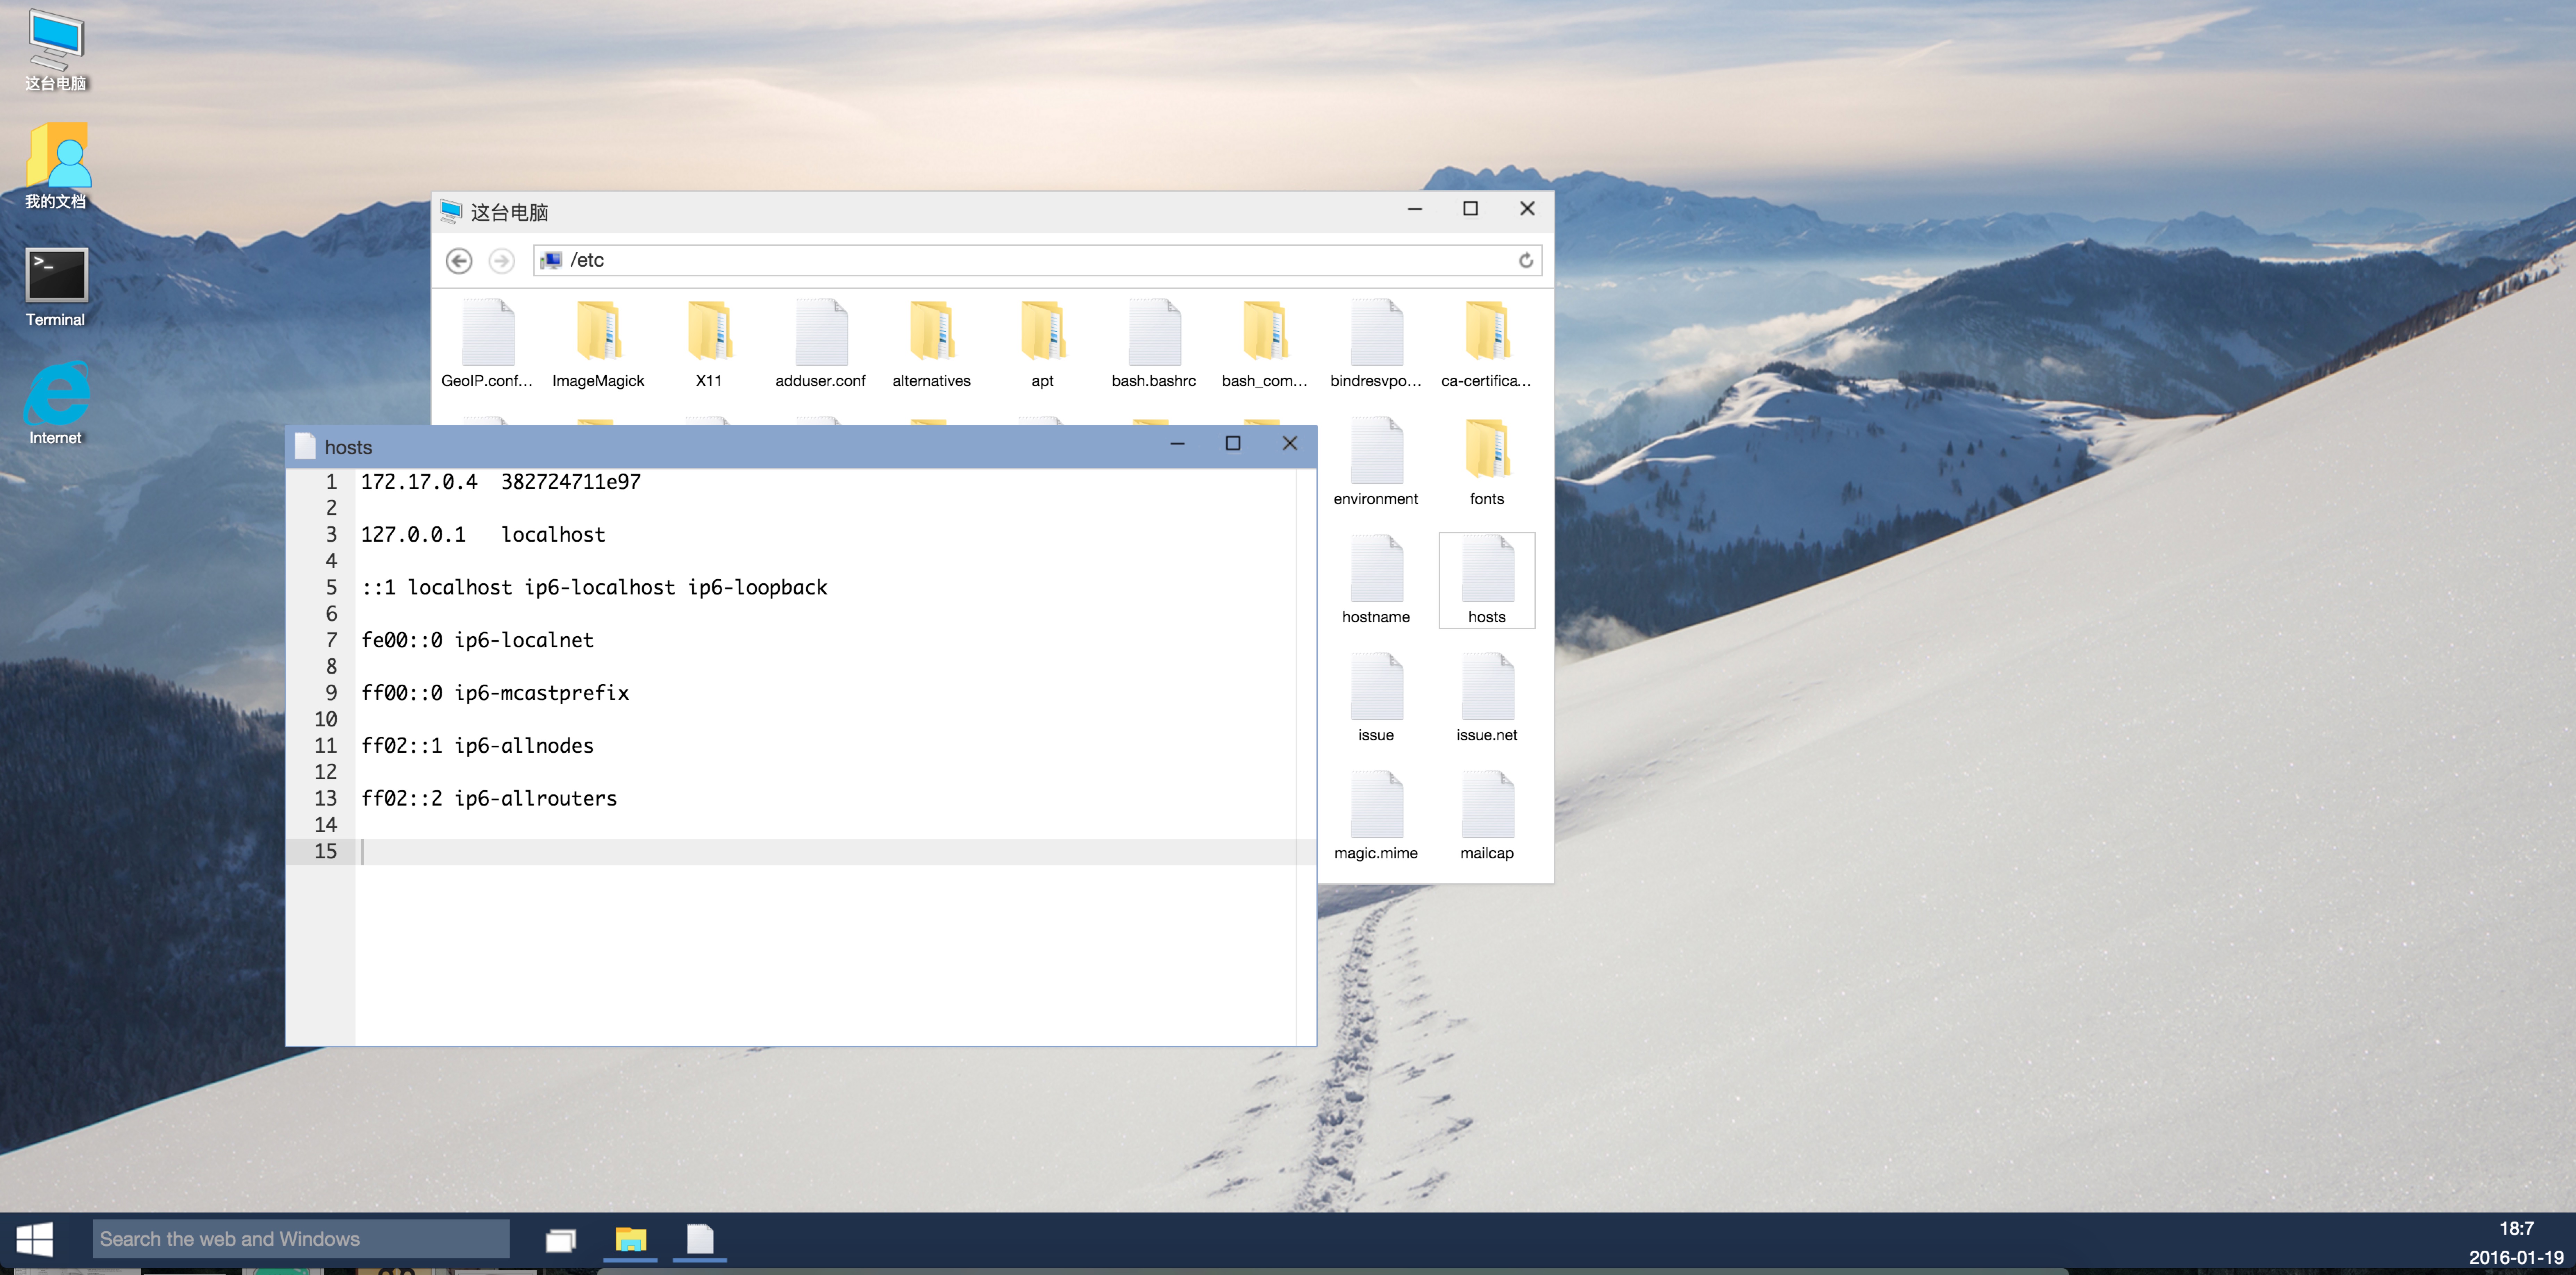 这台电脑
我的文档
Terminal
Internet
这台电脑
/etc
GeoIP.conf...
ImageMagick
X11
adduser.conf
alternatives
apt
bash.bashrc
bash_com...
bindresvpo...
ca-certifica...
environment
fonts
hostname
hosts
issue
issue.net
magic.mime
mailcap
hosts
1 172.17.0.4 382724711e97
2
3 127.0.0.1 localhost
4
5 ::1 localhost ip6-localhost ip6-loopback
6
7 fe00::0 ip6-localnet
8
9 ff00::0 ip6-mcastprefix
10
11 ff02::1 ip6-allnodes
12
13 ff02::2 ip6-allrouters
14
15
Search the web and Windows
18:7
2016-01-19